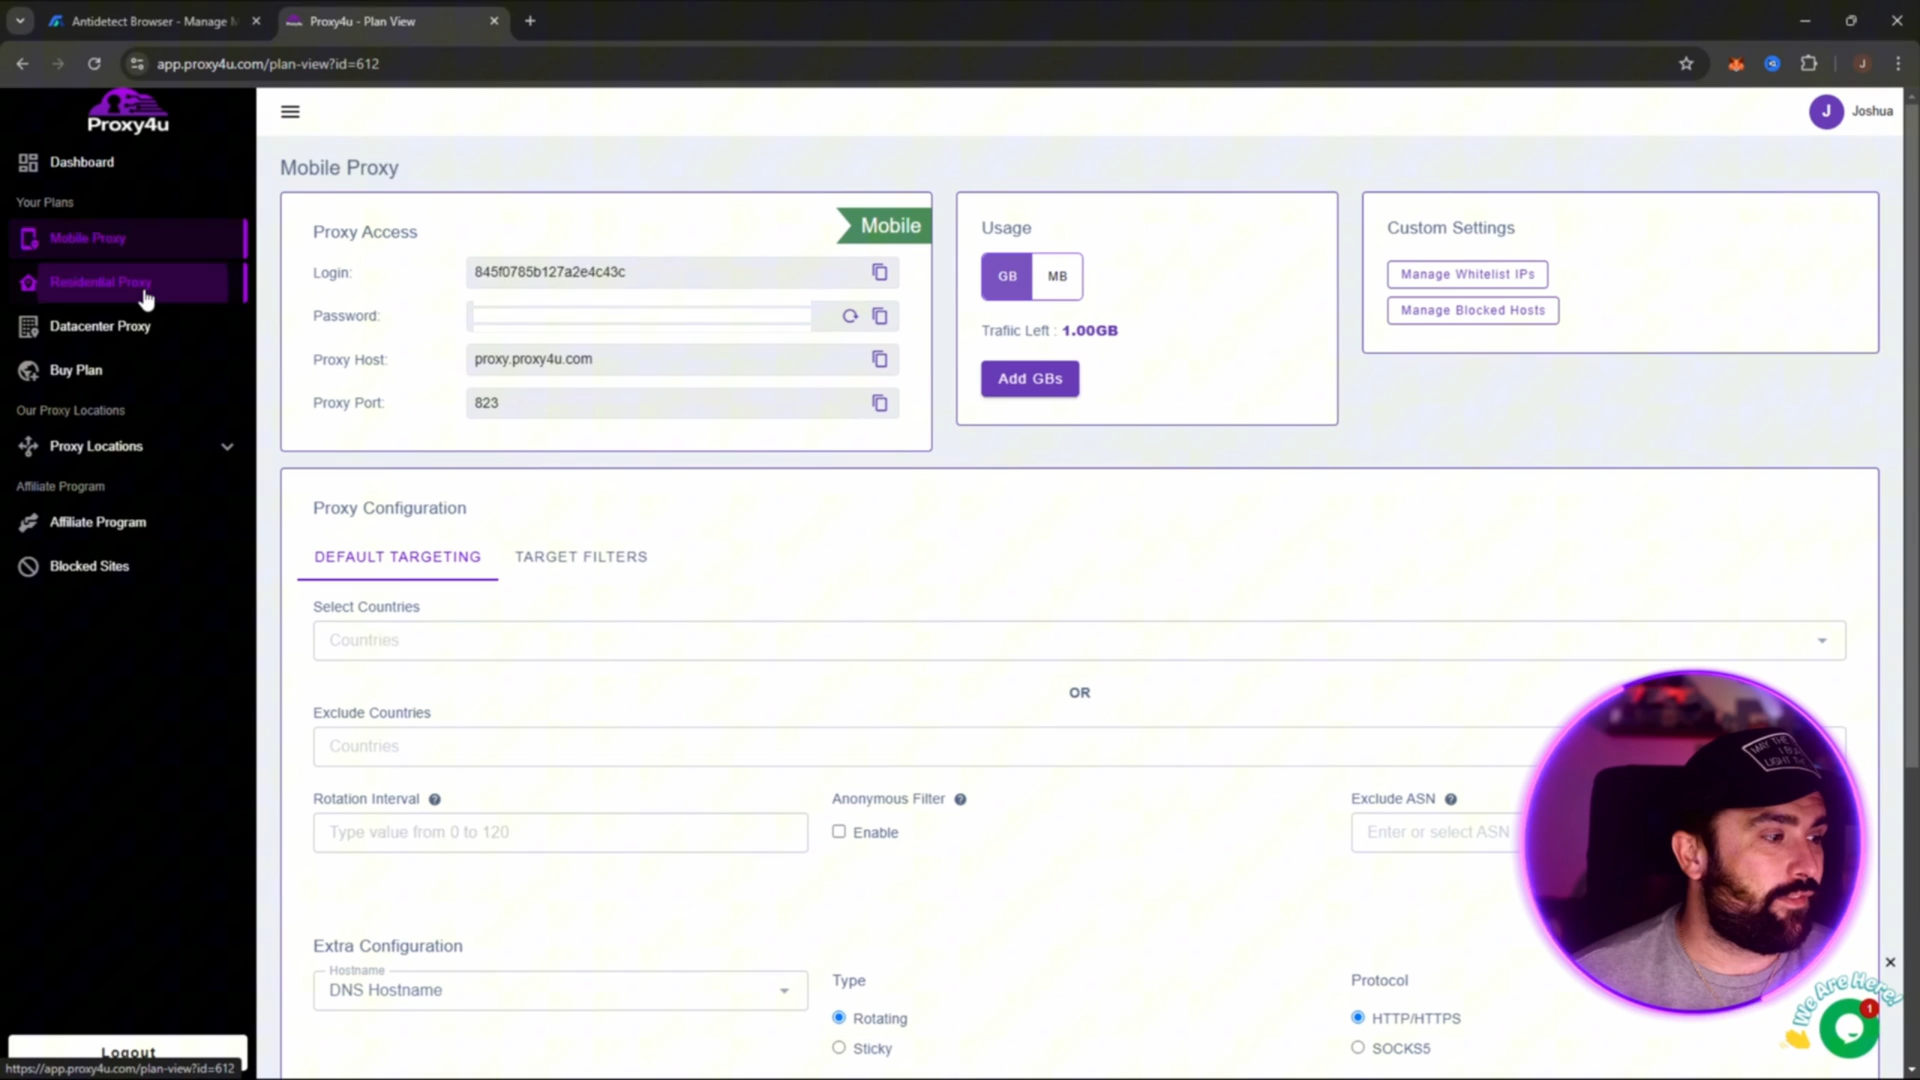 Antidetect Browser - Manage M
Proxy4u - Plan View
app.proxy4u.com/plan-view?id=612
J
Proxy4u
J
Joshua
Dashboard
Your Plans
Mobile Proxy
Residential Proxy
Datacenter Proxy
Buy Plan
Our Proxy Locations
Proxy Locations
Affiliate Program
Affiliate Program
Blocked Sites
Logout
https://app.proxy4u.com/plan-view?id=612
Mobile Proxy
Proxy Access
Mobile
Login:
845f0785b127a2e4c43c
Password:
Proxy Host:
proxy.proxy4u.com
Proxy Port:
823
Usage
GB
MB
Trafiic Left : 1.00GB
Add GBs
Custom Settings
Manage Whitelist IPs
Manage Blocked Hosts
Proxy Configuration
DEFAULT TARGETING
TARGET FILTERS
Select Countries
Countries
OR
Exclude Countries
Countries
Rotation Interval
Type value from 0 to 120
Anonymous Filter
Enable
Exclude ASN
Enter or select ASN
Extra Configuration
Hostname
DNS Hostname
Type
Rotating
Sticky
Protocol
HTTP/HTTPS
SOCKS5
MAY THE
LIGHT
We Are Here!
1